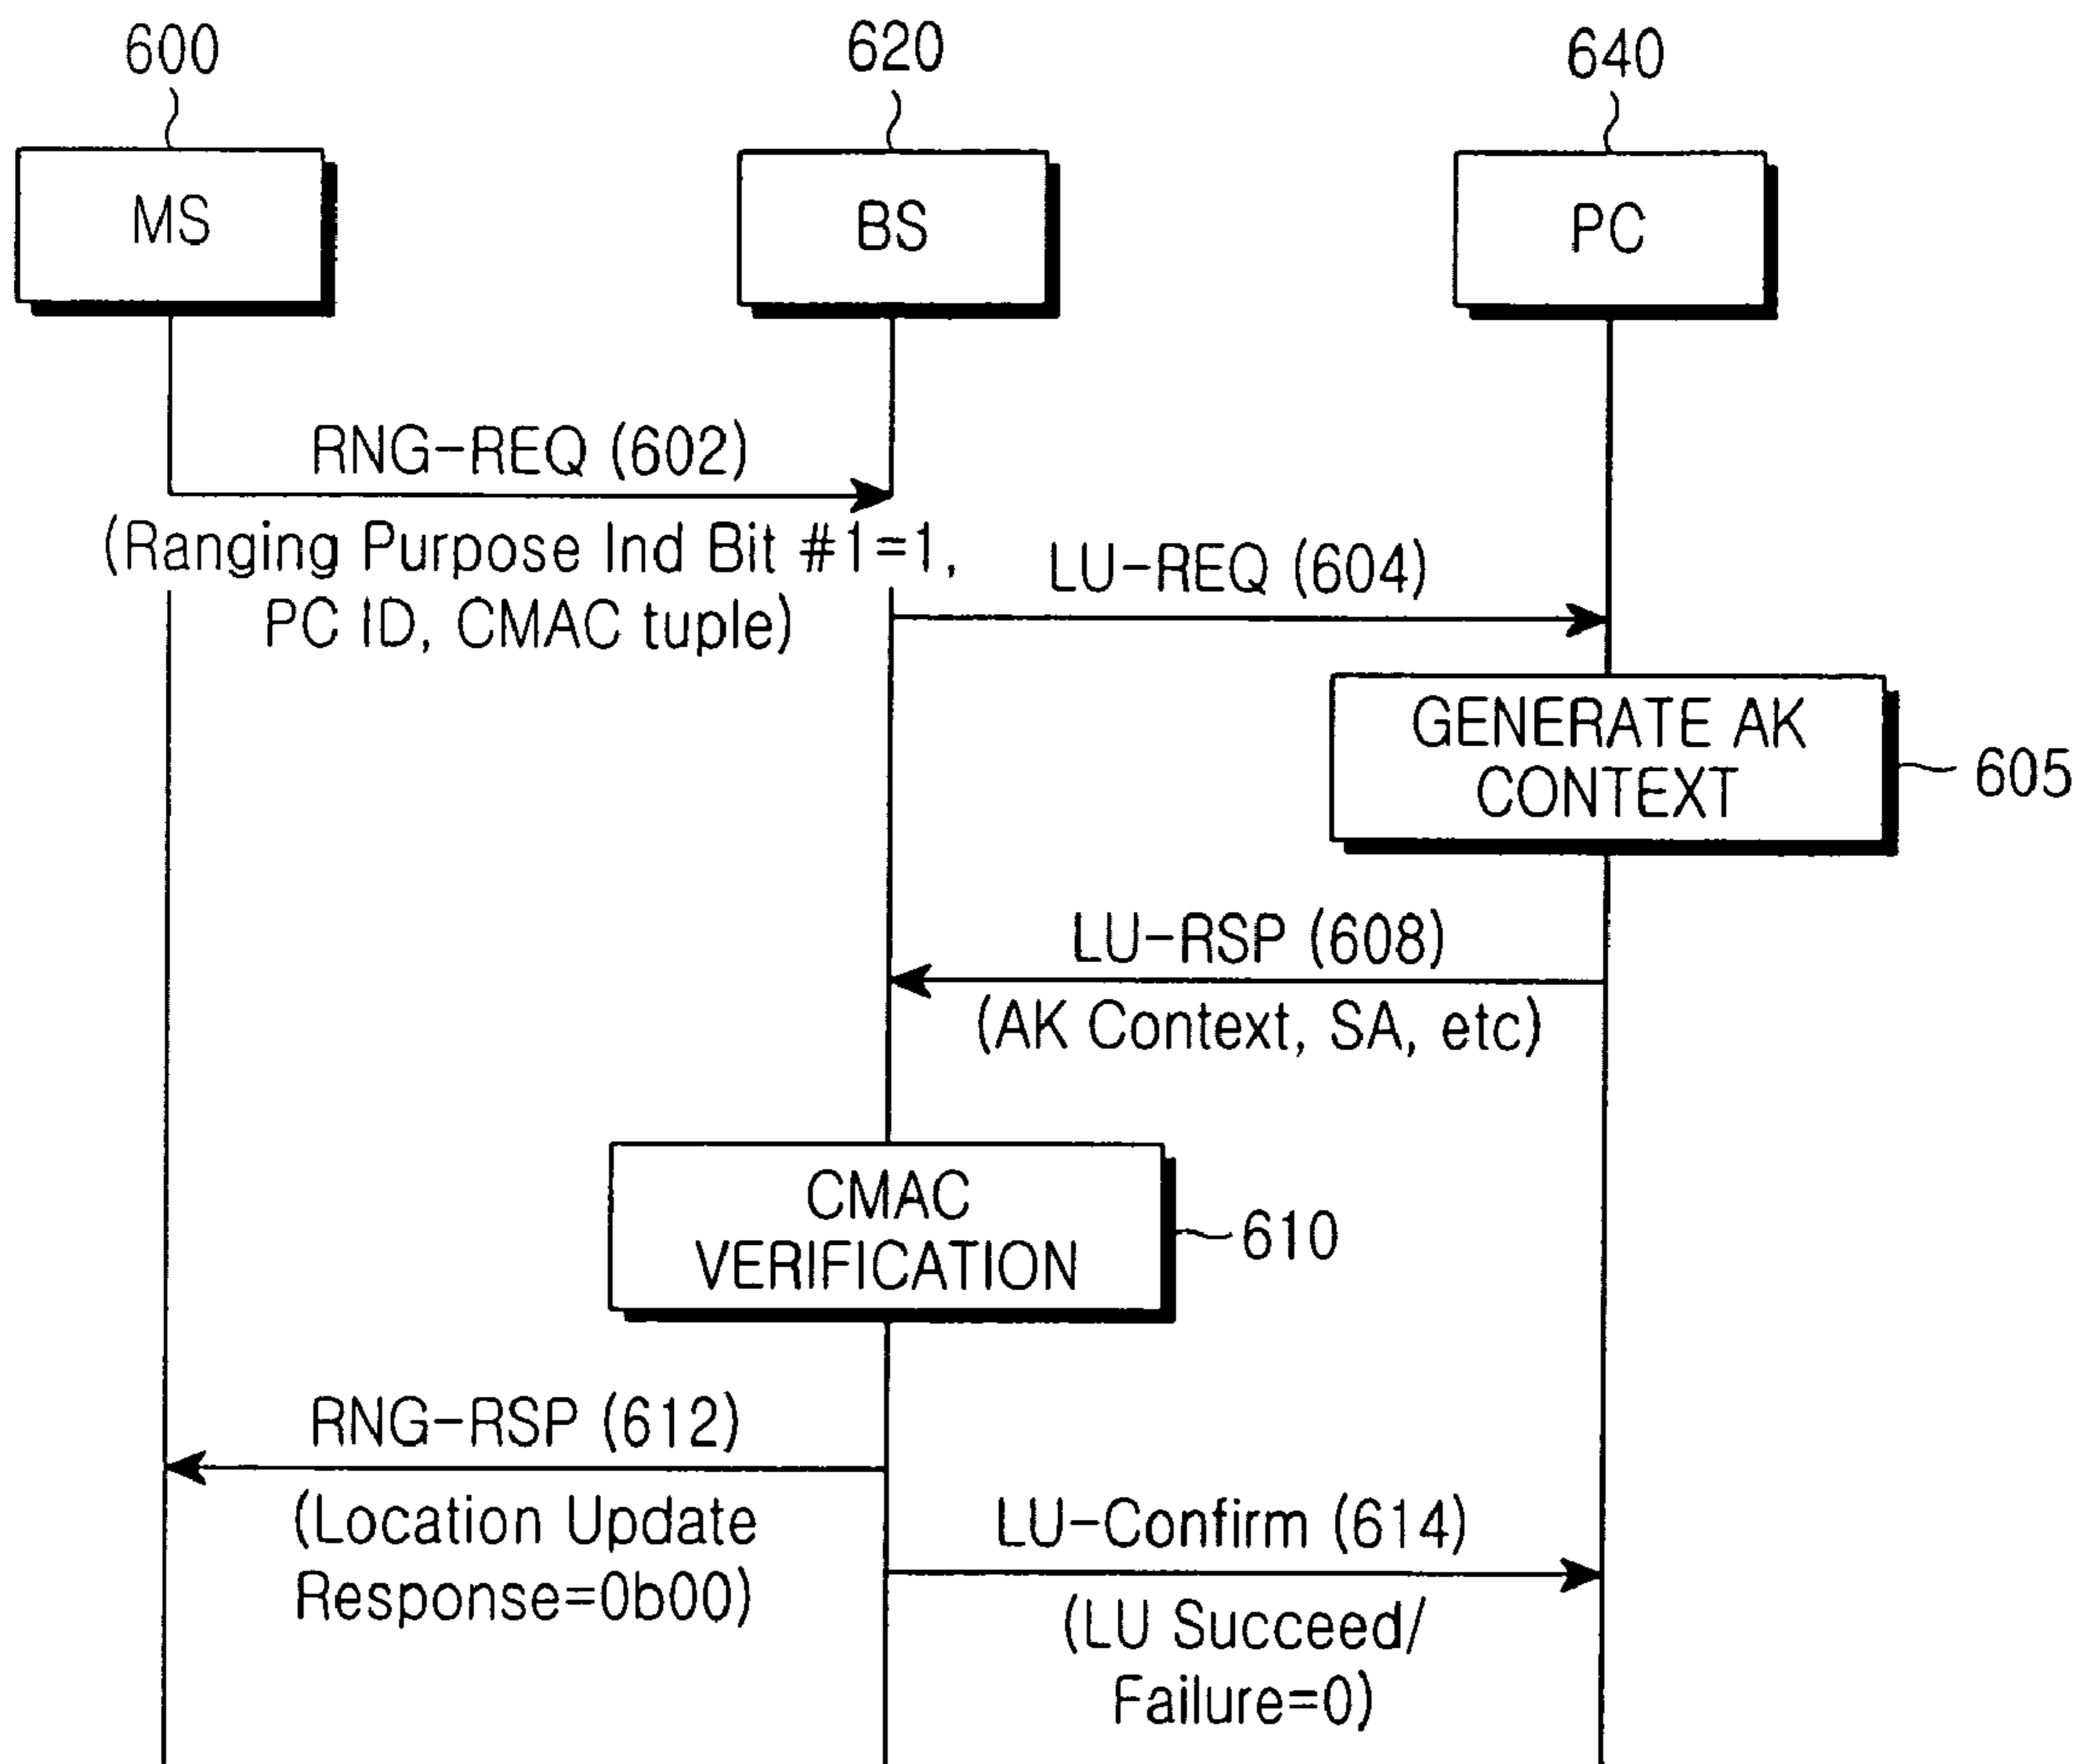 600
620
640
MS
BS
PC
RNG-REQ (602)
(Ranging Purpose Ind Bit #1=1,
PC ID, CMAC tuple)
LU-REQ (604)
GENERATE AK
CONTEXT
605
LU-RSP (608)
(AK Context, SA, etc)
CMAC
VERIFICATION
610
RNG-RSP (612)
(Location Update
Response=0b00)
LU-Confirm (614)
(LU Succeed/
Failure=0)